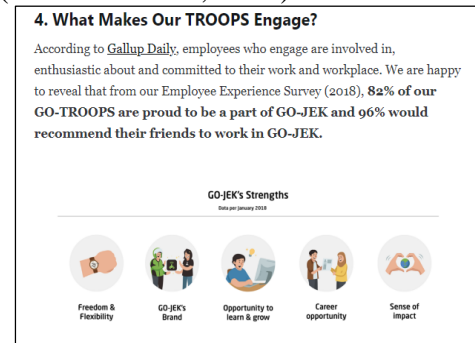 4. What Makes Our TROOPS Engage?
According to Gallup Daily, employees who engage are involved in,
enthusiastic about and committed to their work and workplace. We are happy
to reveal that from our Employee Experience Survey (2018), 82% of our
GO-TROOPS are proud to be a part of GO-JEK and 96% would
recommend their friends to work in GO-JEK.
GO-JEK's Strengths
Data per January 2018
Freedom &
Flexibility
GO-JEK's
Brand
Opportunity to
learn & grow
Career
opportunity
Sense of
impact